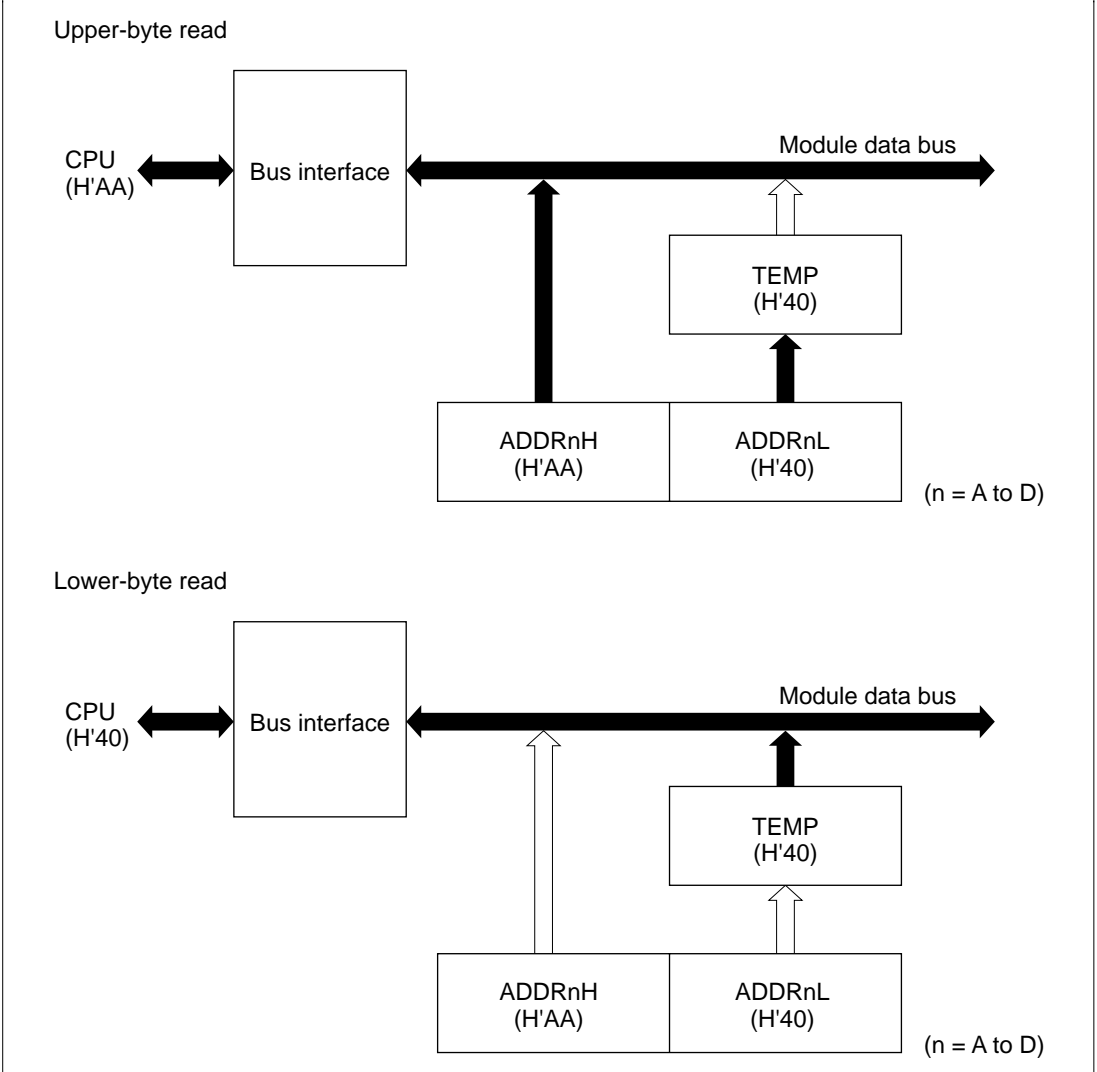 Upper-byte read
CPU
(H'AA)
Bus interface
Module data bus
TEMP
(H'40)
ADDRnH
(H'AA)
ADDRnL
(H'40)
(n = A to D)
Lower-byte read
CPU
(H'40)
Bus interface
Module data bus
TEMP
(H'40)
ADDRnH
(H'AA)
ADDRnL
(H'40)
(n = A to D)